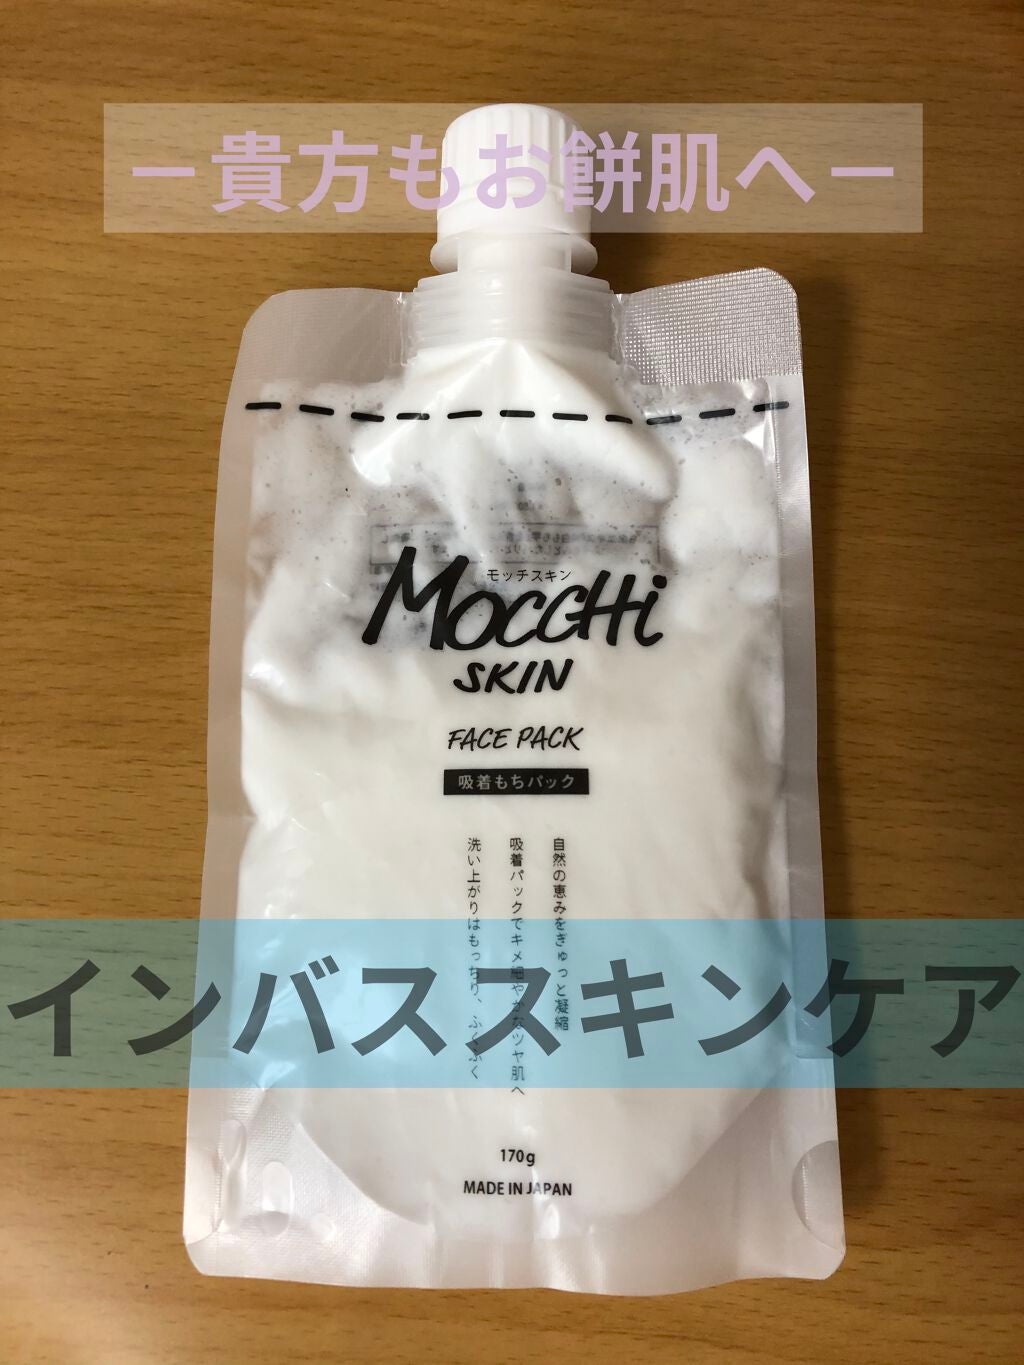 ー貴方もお餅肌へー
モッチスキン
MOCCHi
SKIN
FACE PACK
吸着もちパック
自然の恵みをぎゅっと凝縮
吸着パックでキメ細やかなツヤ肌へ
洗い上がりはもっちり、ふくふく
インバススキンケア
170g
MADE IN JAPAN